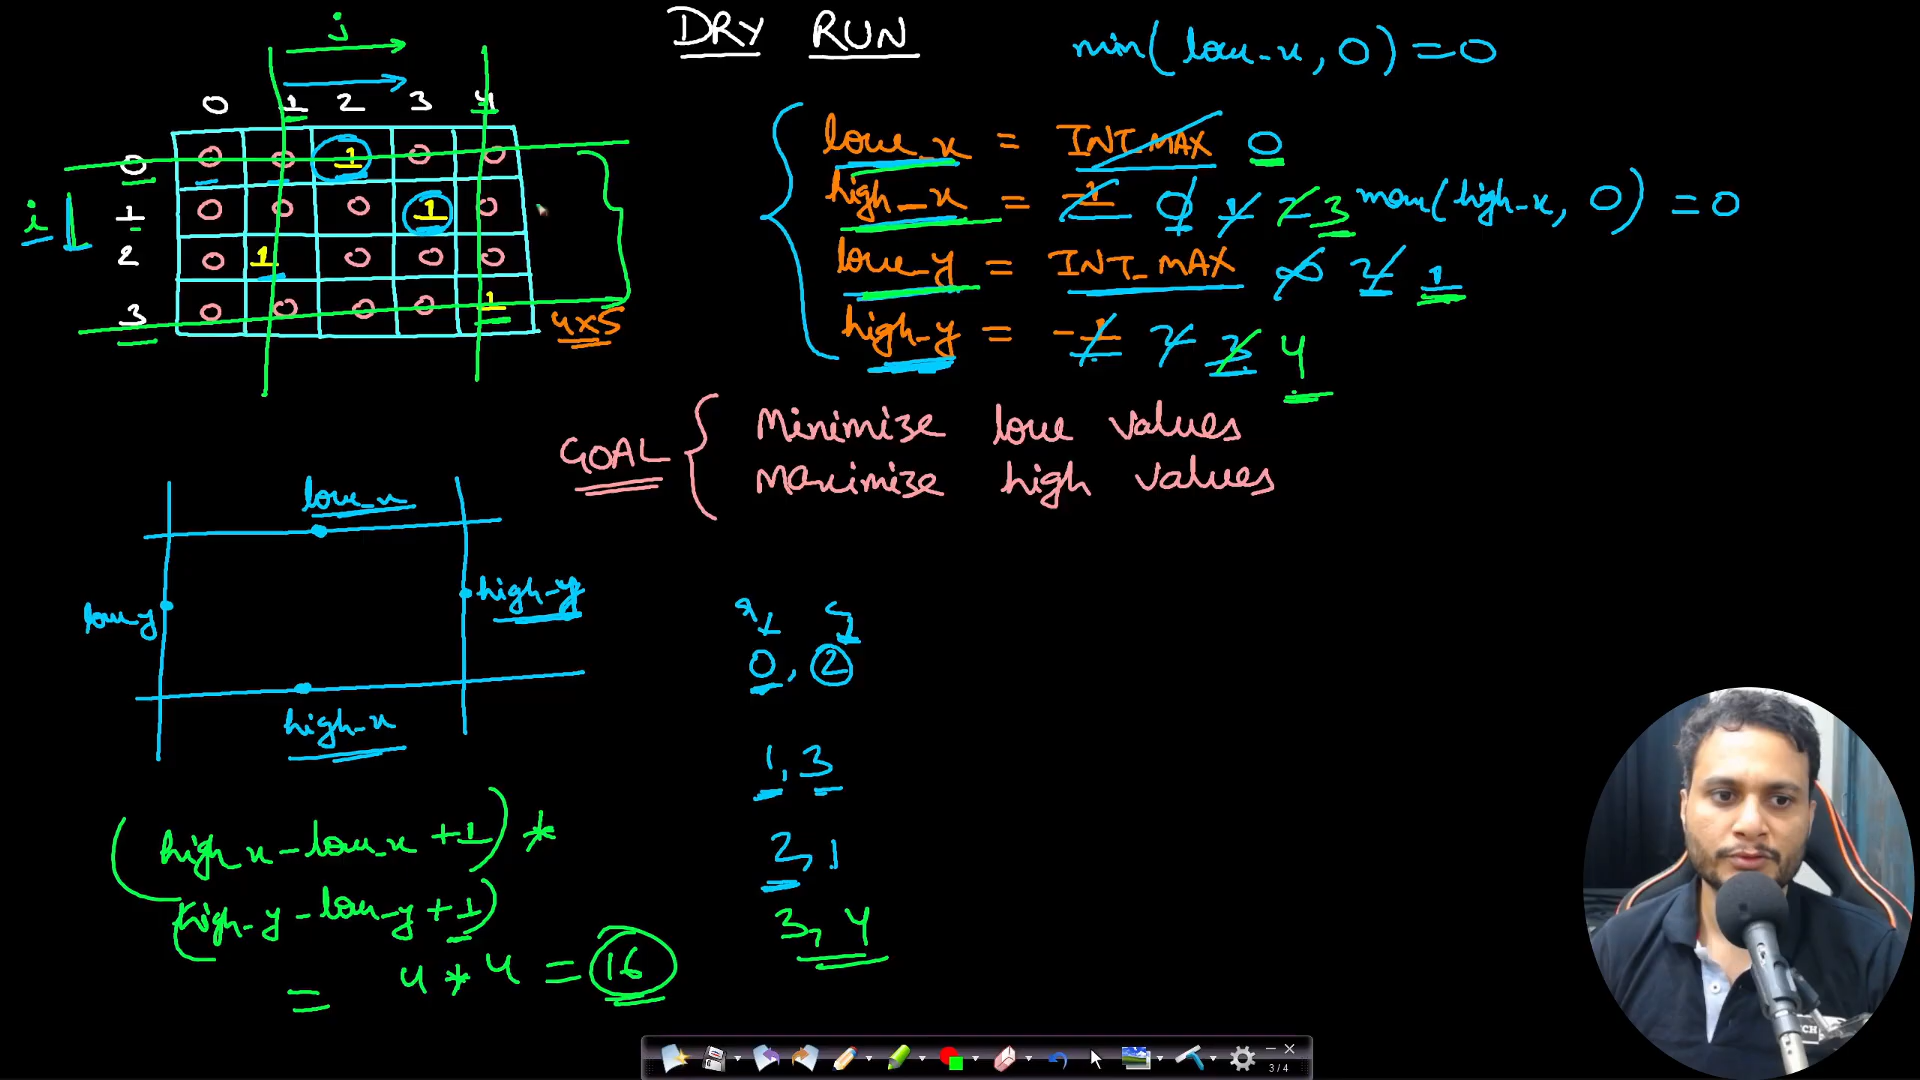 DRY RUN
min(low_x, 0) = 0
j
0 1 2 3 4
0 0 0 1 0 0
i 1 0 0 0 1 0
2 0 1 0 0 0
3 0 0 0 0 1
4x5
low_x = INT_MAX 0
high_x = -1 0 1 2 3 max(high_x, 0) = 0
low_y = INT_MAX 0 2 1
high_y = -1 2 3 4
GOAL { Minimize low values
Maximize high values
low_x
low_y
high_y
high_x
x y
0, 2
1, 3
2, 1
3, 4
(high x - low_x + 1) *
(high_y - low_y + 1)
= 4 * 4 = 16
3/4